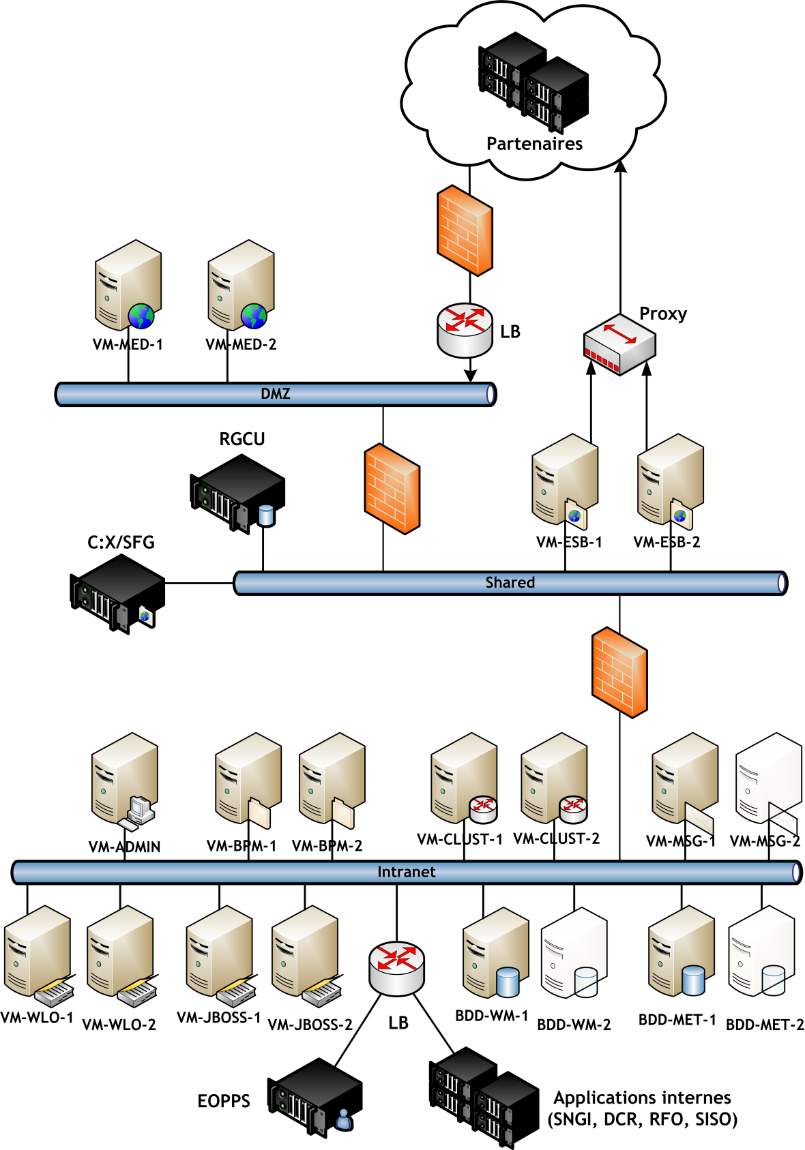 Partenaires
Proxy
LB
VM-MED-1
VM-MED-2
DMZ
RGCU
C:X/SFG
VM-ESB-1
VM-ESB-2
Shared
VM-ADMIN
VM-BPM-1
VM-BPM-2
VM-CLUST-1
VM-CLUST-2
VM-MSG-1
VM-MSG-2
Intranet
VM-WLO-1
VM-WLO-2
VM-JBOSS-1
VM-JBOSS-2
LB
BDD-WM-1
BDD-WM-2
BDD-MET-1
BDD-MET-2
EOPPS
Applications internes
(SNGI, DCR, RFO, SISO)